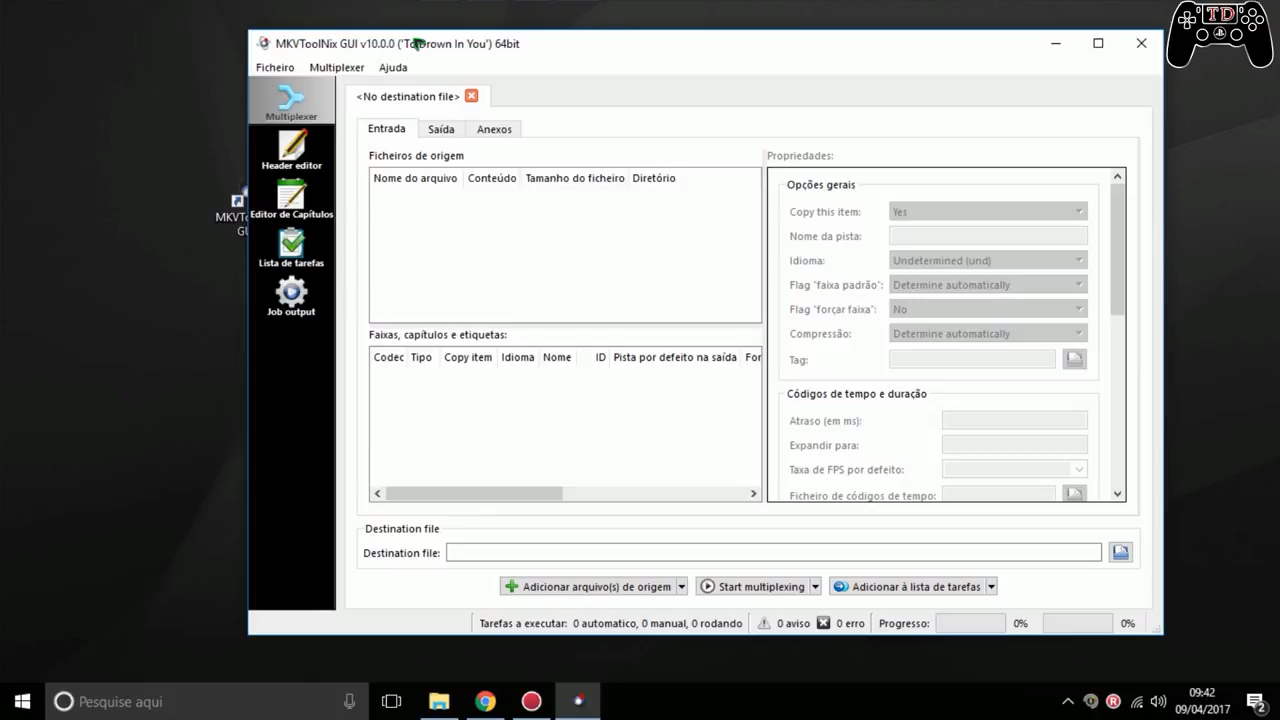 TD
MKVToolNix GUI v10.0.0 ('To Drown In You') 64bit
Ficheiro Multiplexer Ajuda
Multiplexer
Header editor
Editor de Capítulos
Lista de tarefas
Job output
<No destination file>
Entrada Saída Anexos
Ficheiros de origem
Nome do arquivo Conteúdo Tamanho do ficheiro Diretório
Faixas, capítulos e etiquetas:
Codec Tipo Copy item Idioma Nome ID Pista por defeito na saída For
Propriedades:
Opções gerais
Copy this item: Yes
Nome da pista:
Idioma: Undetermined (und)
Flag "faixa padrão": Determine automatically
Flag "forçar faixa": No
Compressão: Determine automatically
Tag:
Códigos de tempo e duração
Atraso (em ms):
Expandir para:
Taxa de FPS por defeito:
Ficheiro de códigos de tempo:
Destination file
Destination file:
Adicionar arquivo(s) de origem Start multiplexing Adicionar à lista de tarefas
Tarefas a executar: 0 automatico, 0 manual, 0 rodando 0 aviso 0 erro Progresso: 0% 0%
MKVTo
GU
Pesquise aqui
09:42
09/04/2017
2